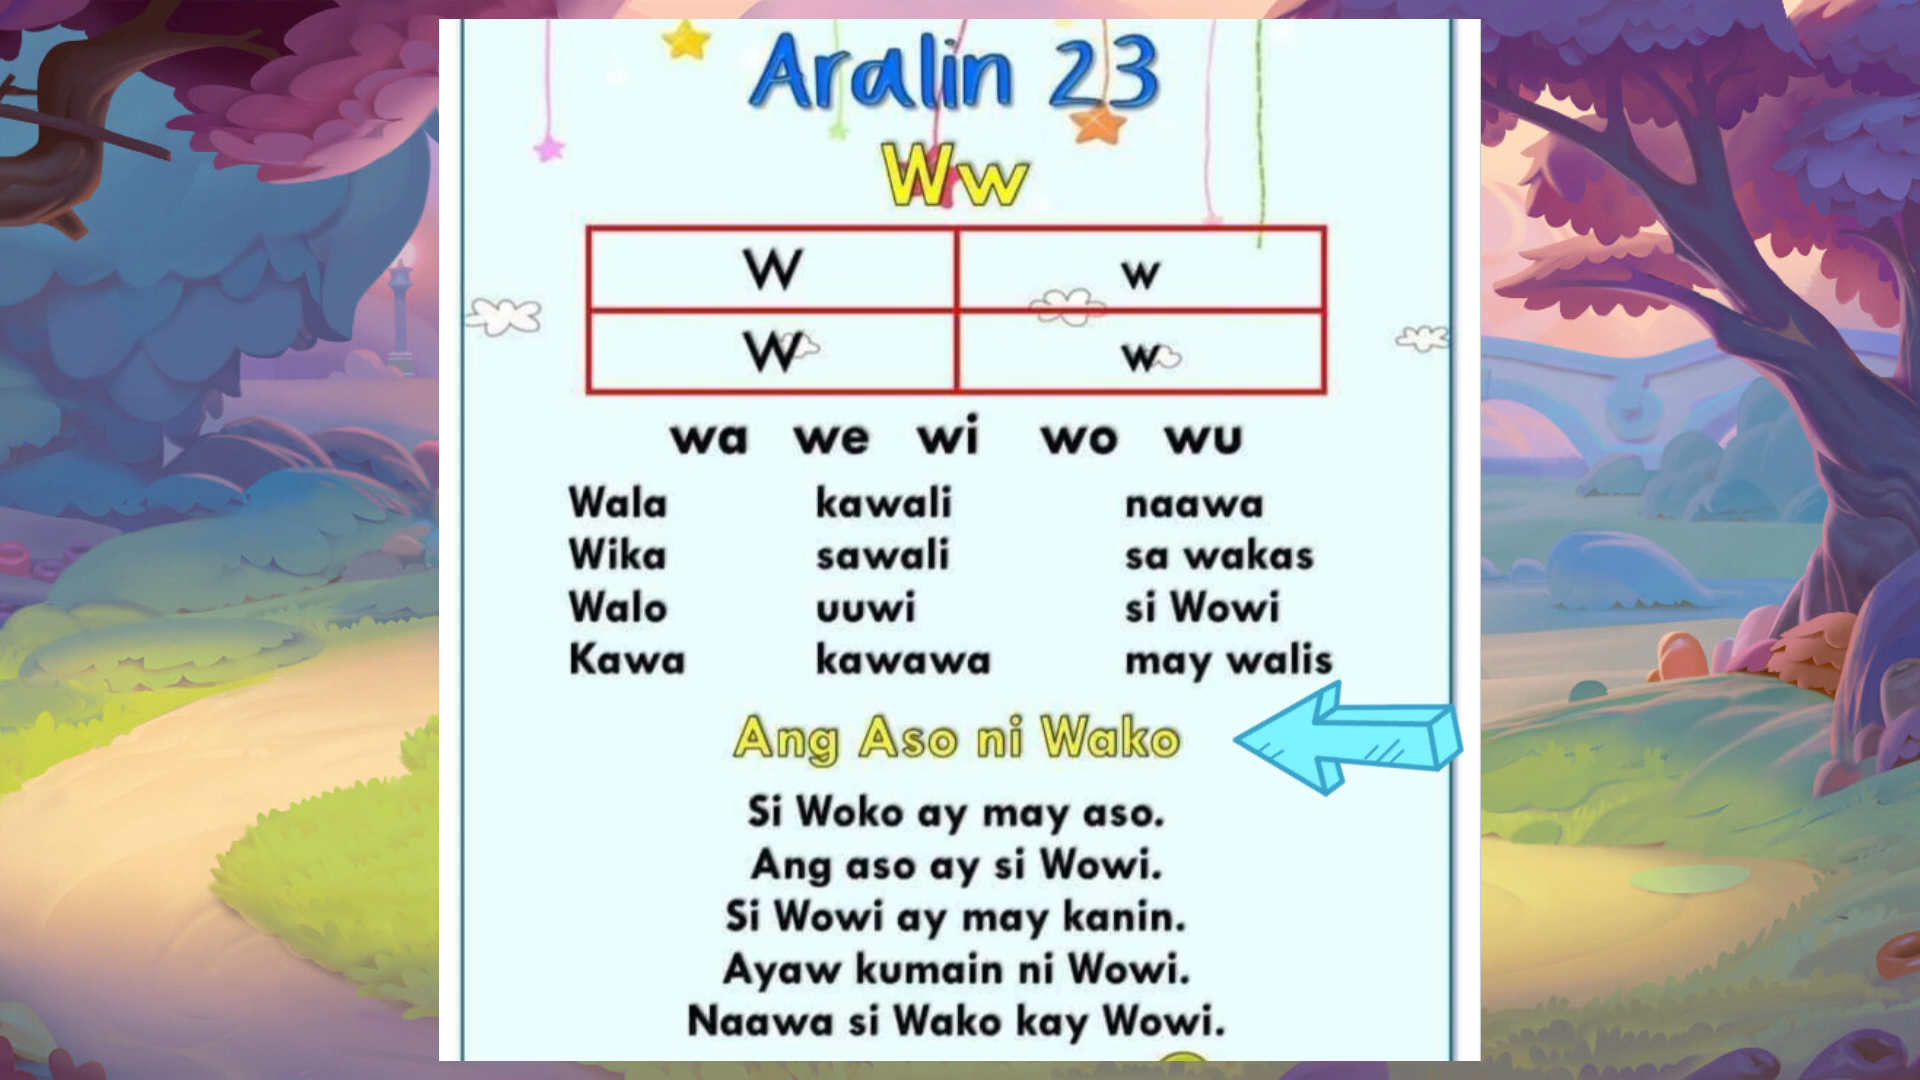 Aralin 23
Ww
W w
W w
wa we wi wo wu
Wala kawali naawa
Wika sawali sa wakas
Walo uuwi si Wowi
Kawa kawawa may walis
Ang Aso ni Wako
Si Woko ay may aso.
Ang aso ay si Wowi.
Si Wowi ay may kanin.
Ayaw kumain ni Wowi.
Naawa si Wako kay Wowi.